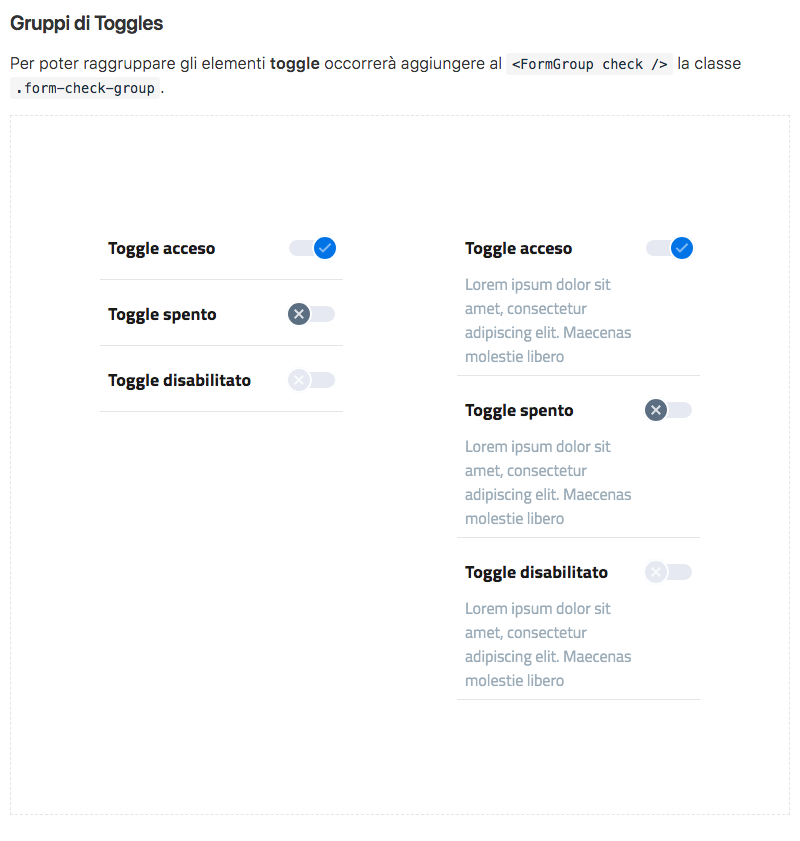 Gruppi di Toggles
Per poter raggruppare gli elementi toggle occorrerà aggiungere al <FormGroup check /> la classe
.form-check-group.
Toggle acceso
Toggle spento
Toggle disabilitato
Toggle acceso
Lorem ipsum dolor sit
amet, consectetur
adipiscing elit. Maecenas
molestie libero
Toggle spento
Lorem ipsum dolor sit
amet, consectetur
adipiscing elit. Maecenas
molestie libero
Toggle disabilitato
Lorem ipsum dolor sit
amet, consectetur
adipiscing elit. Maecenas
molestie libero